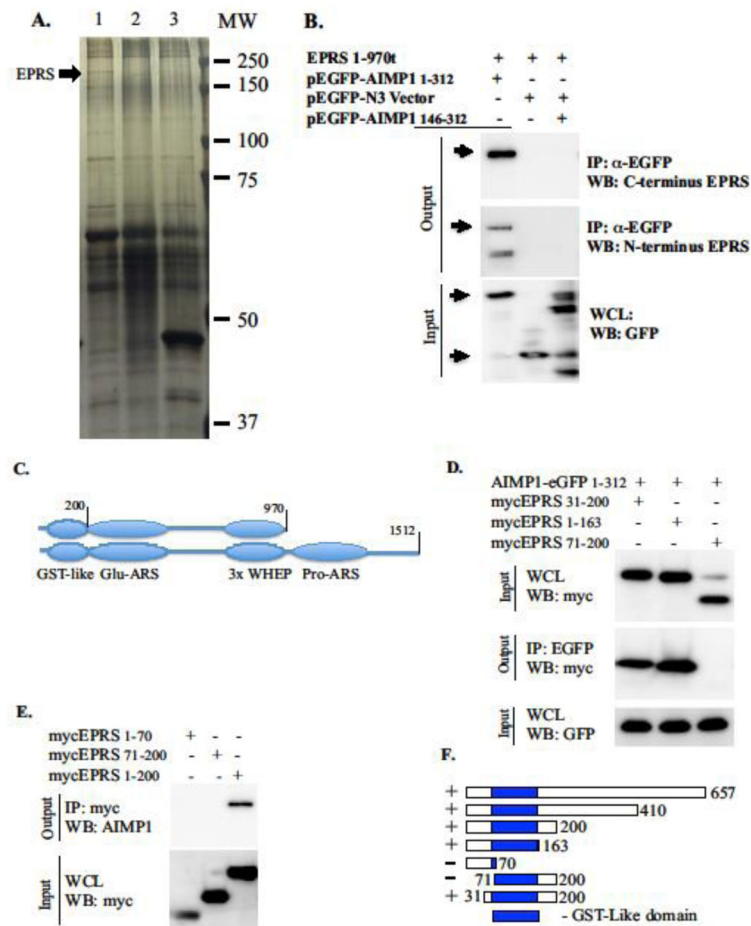 A.
1 2 3 MW
EPRS
250
150
100
75
50
37
B.
EPRS 1-970t + + +
pEGFP-AIMP1 1-312 + - -
pEGFP-N3 Vector - + +
pEGFP-AIMP1 146-312 - - +
Output
IP: α-EGFP
WB: C-terminus EPRS
IP: α-EGFP
WB: N-terminus EPRS
Input
WCL:
WB: GFP
C.
200
970
1512
GST-like Glu-ARS 3x WHEP Pro-ARS
D.
AIMP1-eGFP 1-312 + + +
mycEPRS 31-200 + - -
mycEPRS 1-163 - + -
mycEPRS 71-200 - - +
Input
WCL
WB: myc
Output
IP: EGFP
WB: myc
Input
WCL
WB: GFP
E.
mycEPRS 1-70 + - -
mycEPRS 71-200 - + -
mycEPRS 1-200 - - +
Output
IP: myc
WB: AIMP1
Input
WCL
WB: myc
F.
+ 657
+ 410
+ 200
+ 163
- 70
- 71 200
+ 31 200
- GST-Like domain